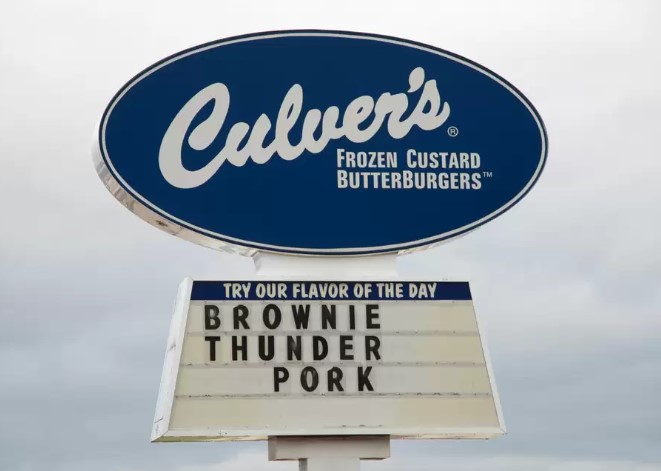 Culver's®
FROZEN CUSTARD
BUTTERBURGERS™
TRY OUR FLAVOR OF THE DAY
BROWNIE
THUNDER
PORK